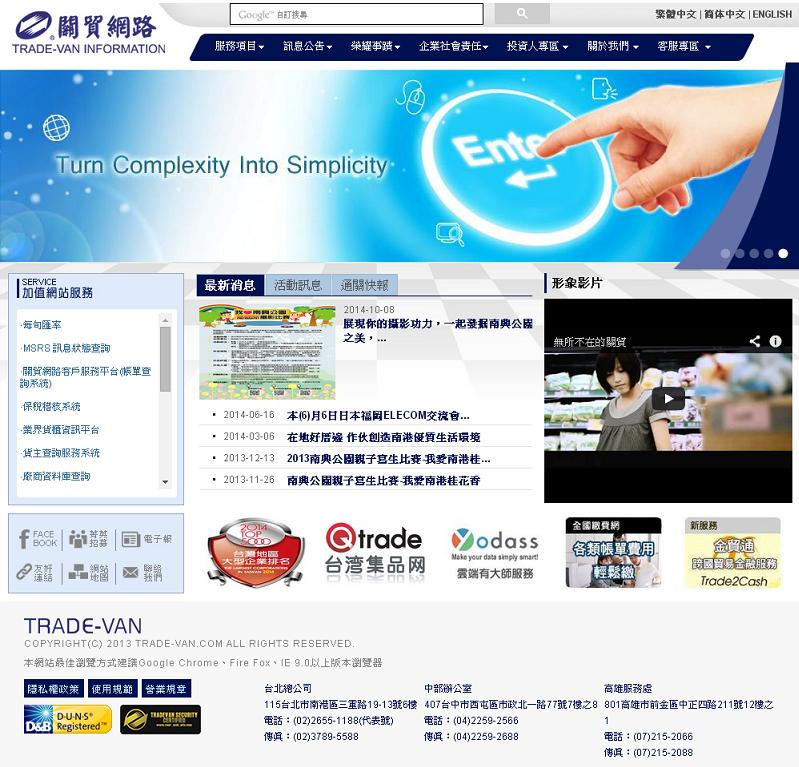 關貿網路
TRADE-VAN INFORMATION
Google™ 自訂搜尋
繁體中文 | 简体中文 | ENGLISH
服務項目 訊息公告 榮耀事蹟 企業社會責任 投資人專區 關於我們 客服專區
Turn Complexity Into Simplicity
Enter
SERVICE
加值網站服務
·每旬匯率
·MSRS 訊息狀態查詢
·關貿網路客戶服務平台(帳單查
詢系統)
·保稅稽核系統
·業界貨櫃資訊平台
·貨主查詢服務系統
·廠商資料庫查詢
最新消息 活動訊息 通關快報
2014-10-08
展現你的攝影功力，一起發掘南興公園
之美，...
2014-06-16 本(6)月6日日本福岡ELECOM交流會...
2014-03-06 在地好厝邊 作伙創造南港優質生活環境
2013-12-13 2013南興公園親子寫生比賽-我愛南港桂...
2013-11-26 南興公園親子寫生比賽-我愛南港桂花香
形象影片
無所不在的關貿
FACE
BOOK
菁英
招募
電子報
友好
連結
網站
地圖
聯絡
我們
2014
TOP
5000
台灣地區
大型企業排名
THE LARGEST CORPORATIONS
IN TAIWAN 2014
Qtrade
台湾集品网
Yodass
Make your data simply smart!
雲端有大師服務
全國繳費網
各類帳單費用
輕鬆繳
新服務
金貿通
跨國貿易金融服務
Trade2Cash
TRADE-VAN
COPYRIGHT(C) 2013 TRADE-VAN.COM ALL RIGHTS RESERVED.
本網站最佳瀏覽方式建議Google Chrome、Fire Fox、IE 9.0以上版本瀏覽器
隱私權政策 使用規範 營業規章
D&B D-U-N-S®
Registered™
TRADEVAN SECURITY
CERTIFIED
台北總公司
115台北市南港區三重路19-13號6樓
電話：(02)2655-1188(代表號)
傳真：(02)3789-5588
中部辦公室
407台中市西屯區市政北一路77號7樓之8
電話：(04)2259-2566
傳真：(04)2259-2688
高雄服務處
801高雄市前金區中正四路211號12樓之
1
電話：(07)215-2066
傳真：(07)215-2088